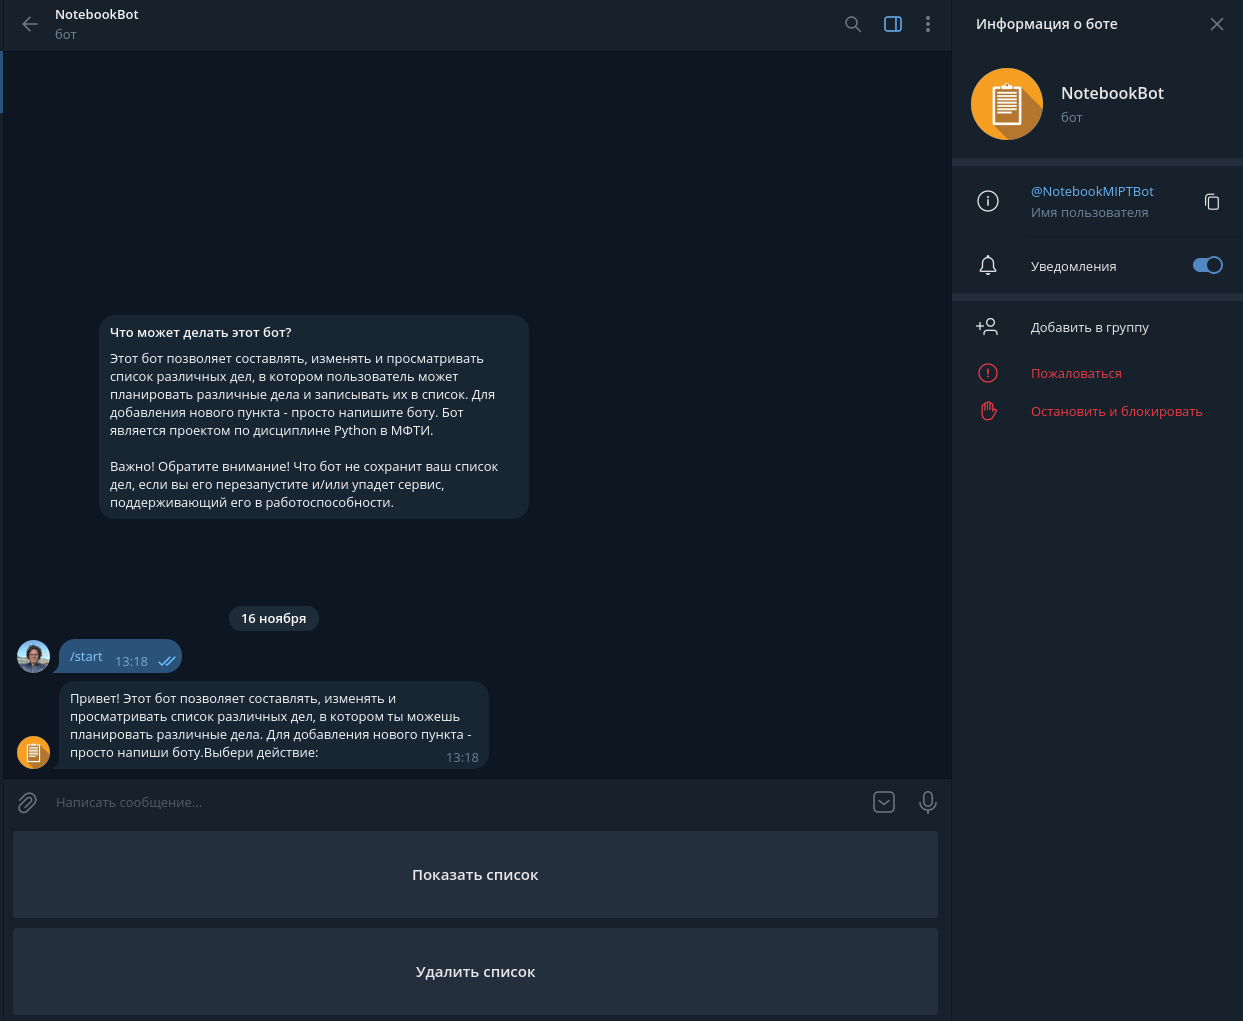 NotebookBot
бот
Что может делать этот бот?
Этот бот позволяет составлять, изменять и просматривать
список различных дел, в котором пользователь может
планировать различные дела и записывать их в список. Для
добавления нового пункта - просто напишите боту. Бот
является проектом по дисциплине Python в МФТИ.
Важно! Обратите внимание! Что бот не сохранит ваш список
дел, если вы его перезапустите и/или упадет сервис,
поддерживающий его в работоспособности.
16 ноября
/start 13:18
Привет! Этот бот позволяет составлять, изменять и
просматривать список различных дел, в котором ты можешь
планировать различные дела. Для добавления нового пункта -
просто напиши боту.Выбери действие:
13:18
Написать сообщение...
Показать список
Удалить список
Информация о боте
NotebookBot
бот
@NotebookMIPTBot
Имя пользователя
Уведомления
Добавить в группу
Пожаловаться
Остановить и блокировать